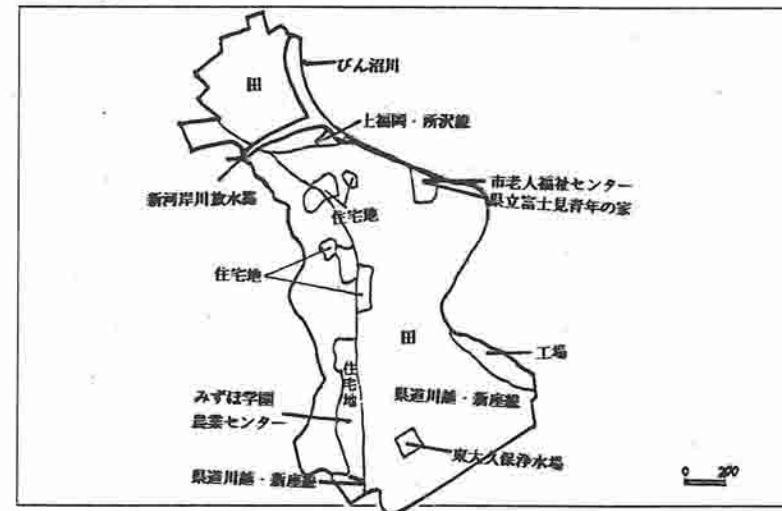 びん沼川
田
上福岡・所沢線
市老人福祉センター
県立富士見青年の家
新河岸川放水路
住宅地
住宅地
田
工場
住宅地
みずほ学園
農業センター
県道川越・新座線
東大久保浄水場
県道川越・新座線
0 200